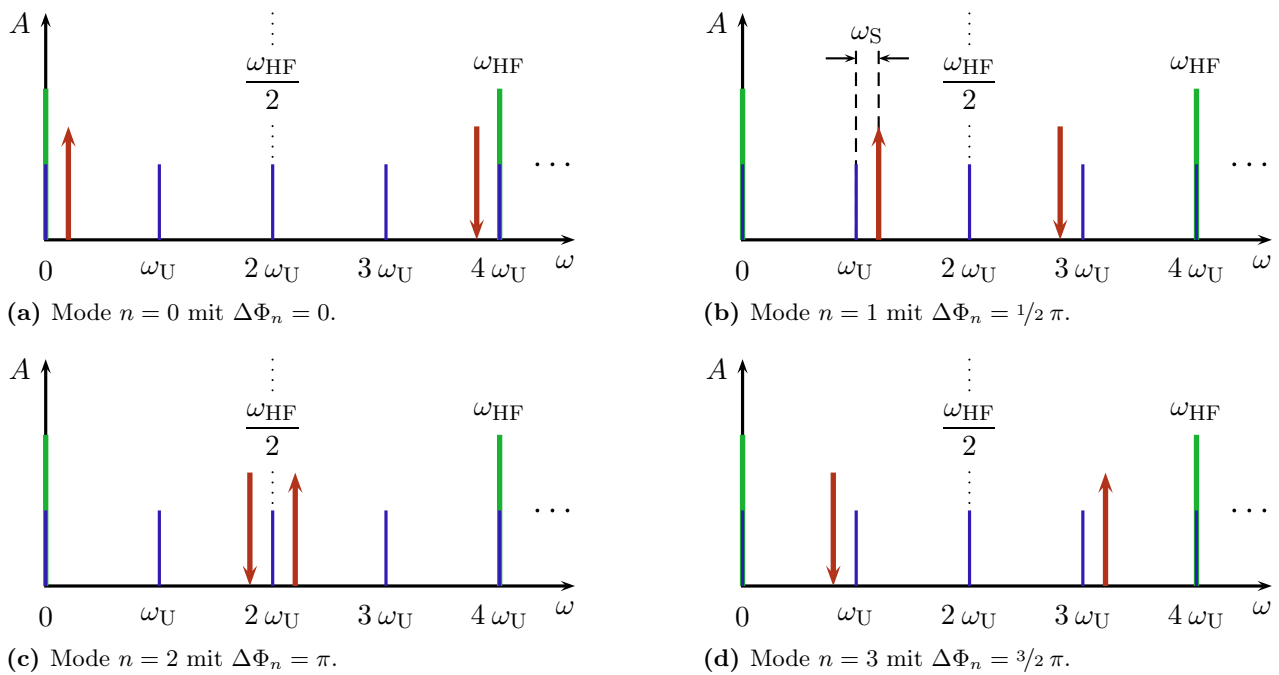 A
ω_HF/2
ω_HF
· · ·
0 ω_U 2 ω_U 3 ω_U 4 ω_U ω
(a) Mode n = 0 mit ΔΦ_n = 0.
A
ω_S
ω_HF/2
ω_HF
· · ·
0 ω_U 2 ω_U 3 ω_U 4 ω_U ω
(b) Mode n = 1 mit ΔΦ_n = 1/2 π.
A
ω_HF/2
ω_HF
· · ·
0 ω_U 2 ω_U 3 ω_U 4 ω_U ω
(c) Mode n = 2 mit ΔΦ_n = π.
A
ω_HF/2
ω_HF
· · ·
0 ω_U 2 ω_U 3 ω_U 4 ω_U ω
(d) Mode n = 3 mit ΔΦ_n = 3/2 π.